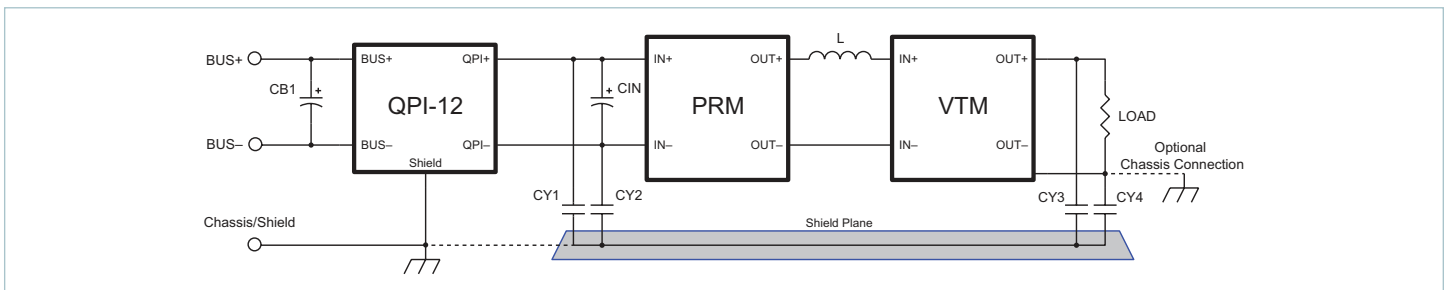 BUS+
CB1
BUS–
BUS+
QPI+
QPI-12
BUS–
QPI–
Shield
CIN
IN+
OUT+
PRM
IN–
OUT–
L
IN+
OUT+
VTM
IN–
OUT–
LOAD
Optional
Chassis Connection
CY1
CY2
CY3
CY4
Chassis/Shield
Shield Plane